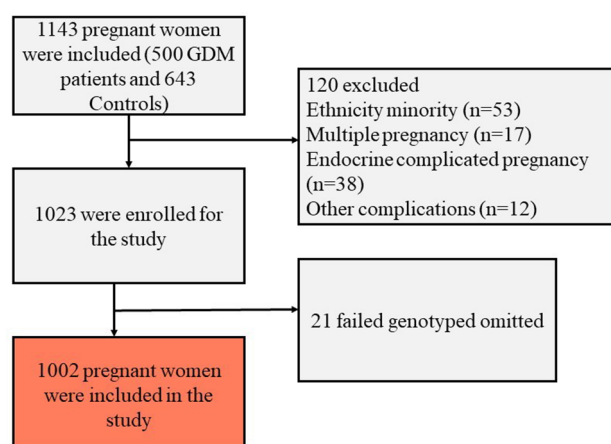 1143 pregnant women
were included (500 GDM
patients and 643
Controls)
120 excluded
Ethnicity minority (n=53)
Multiple pregnancy (n=17)
Endocrine complicated pregnancy
(n=38)
Other complications (n=12)
1023 were enrolled for
the study
21 failed genotyped omitted
1002 pregnant women
were included in the
study